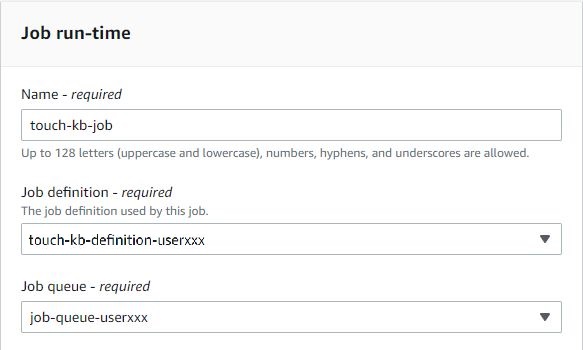 Job run-time
Name - required
touch-kb-job
Up to 128 letters (uppercase and lowercase), numbers, hyphens, and underscores are allowed.
Job definition - required
The job definition used by this job.
touch-kb-definition-userxxx
Job queue - required
job-queue-userxxx